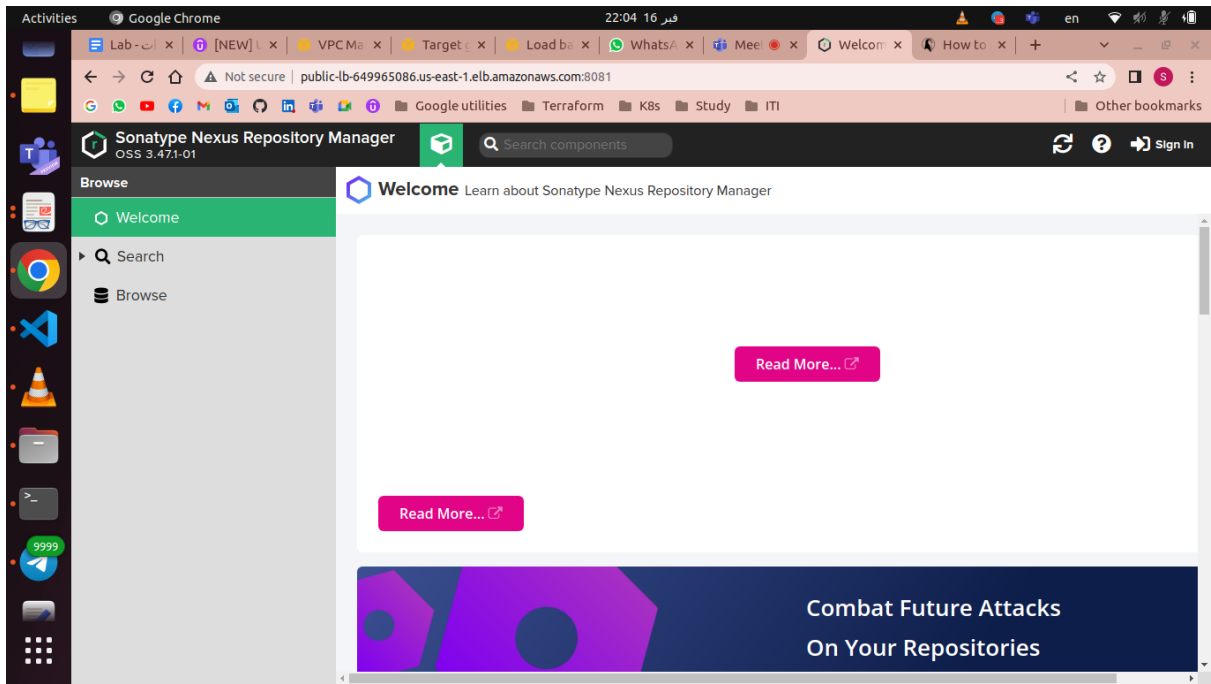 Activities Google Chrome 22:04 16 فبر en
Lab - ات [NEW] L VPC Ma Target g Load ba WhatsA Meet Welcom How to
Not secure | public-lb-649965086.us-east-1.elb.amazonaws.com:8081 S
Google utilities Terraform K8s Study ITI Other bookmarks
Sonatype Nexus Repository Manager
OSS 3.47.1-01
Search components
Sign In
Browse
Welcome Learn about Sonatype Nexus Repository Manager
Welcome
Search
Browse
Read More...
Read More...
9999
Combat Future Attacks
On Your Repositories